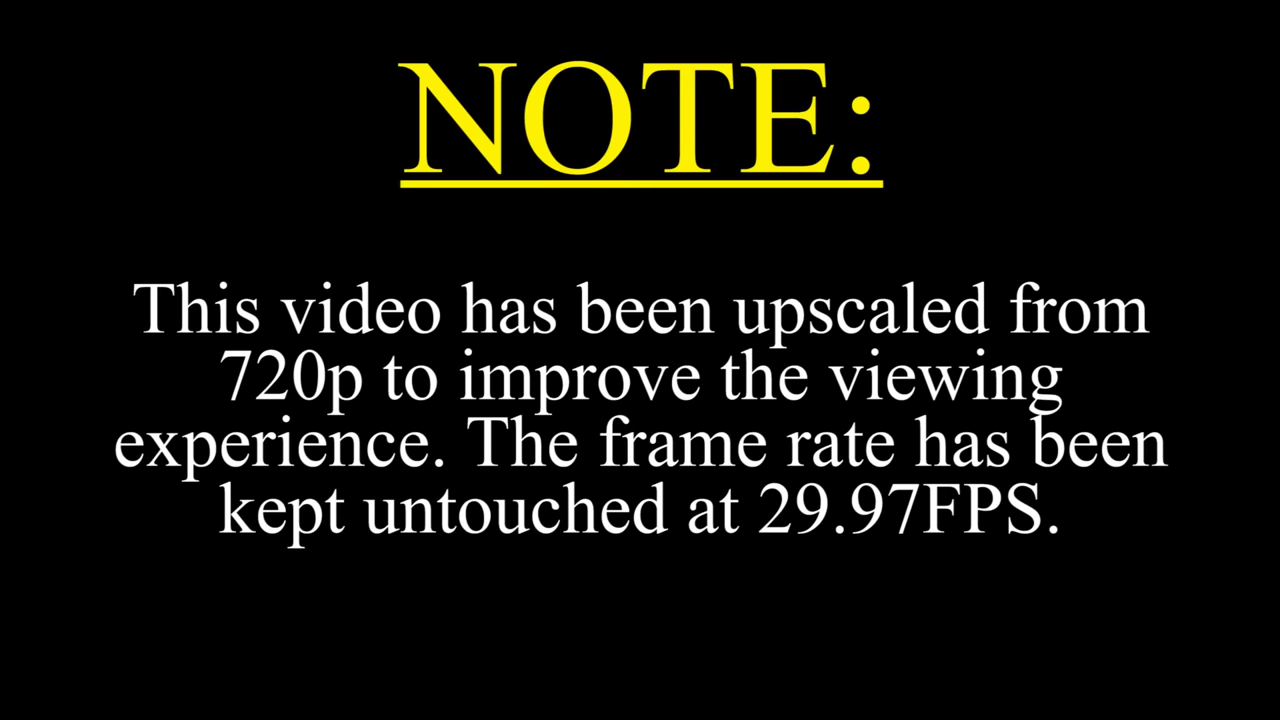 NOTE:
This video has been upscaled from
720p to improve the viewing
experience. The frame rate has been
kept untouched at 29.97FPS.